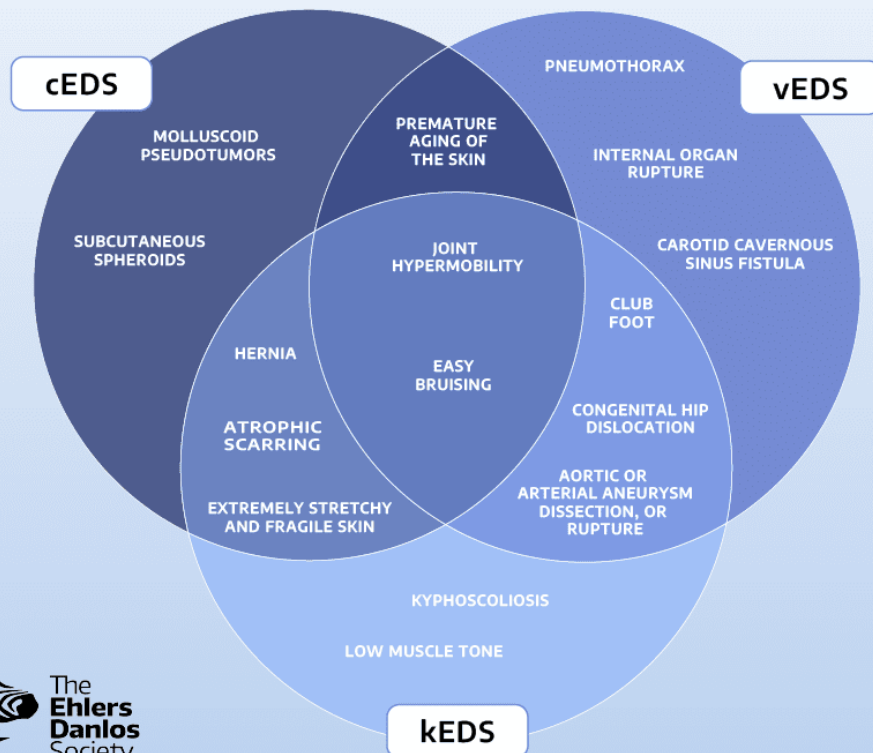 cEDS
vEDS
PNEUMOTHORAX
MOLLUSCOID
PSEUDOTUMORS
PREMATURE
AGING OF
THE SKIN
INTERNAL ORGAN
RUPTURE
SUBCUTANEOUS
SPHEROIDS
JOINT
HYPERMOBILITY
CAROTID CAVERNOUS
SINUS FISTULA
CLUB
FOOT
HERNIA
EASY
BRUISING
ATROPHIC
SCARRING
CONGENITAL HIP
DISLOCATION
EXTREMELY STRETCHY
AND FRAGILE SKIN
AORTIC OR
ARTERIAL ANEURYSM
DISSECTION, OR
RUPTURE
KYPHOSCOLIOSIS
LOW MUSCLE TONE
The
Ehlers
Danlos
Society
kEDS